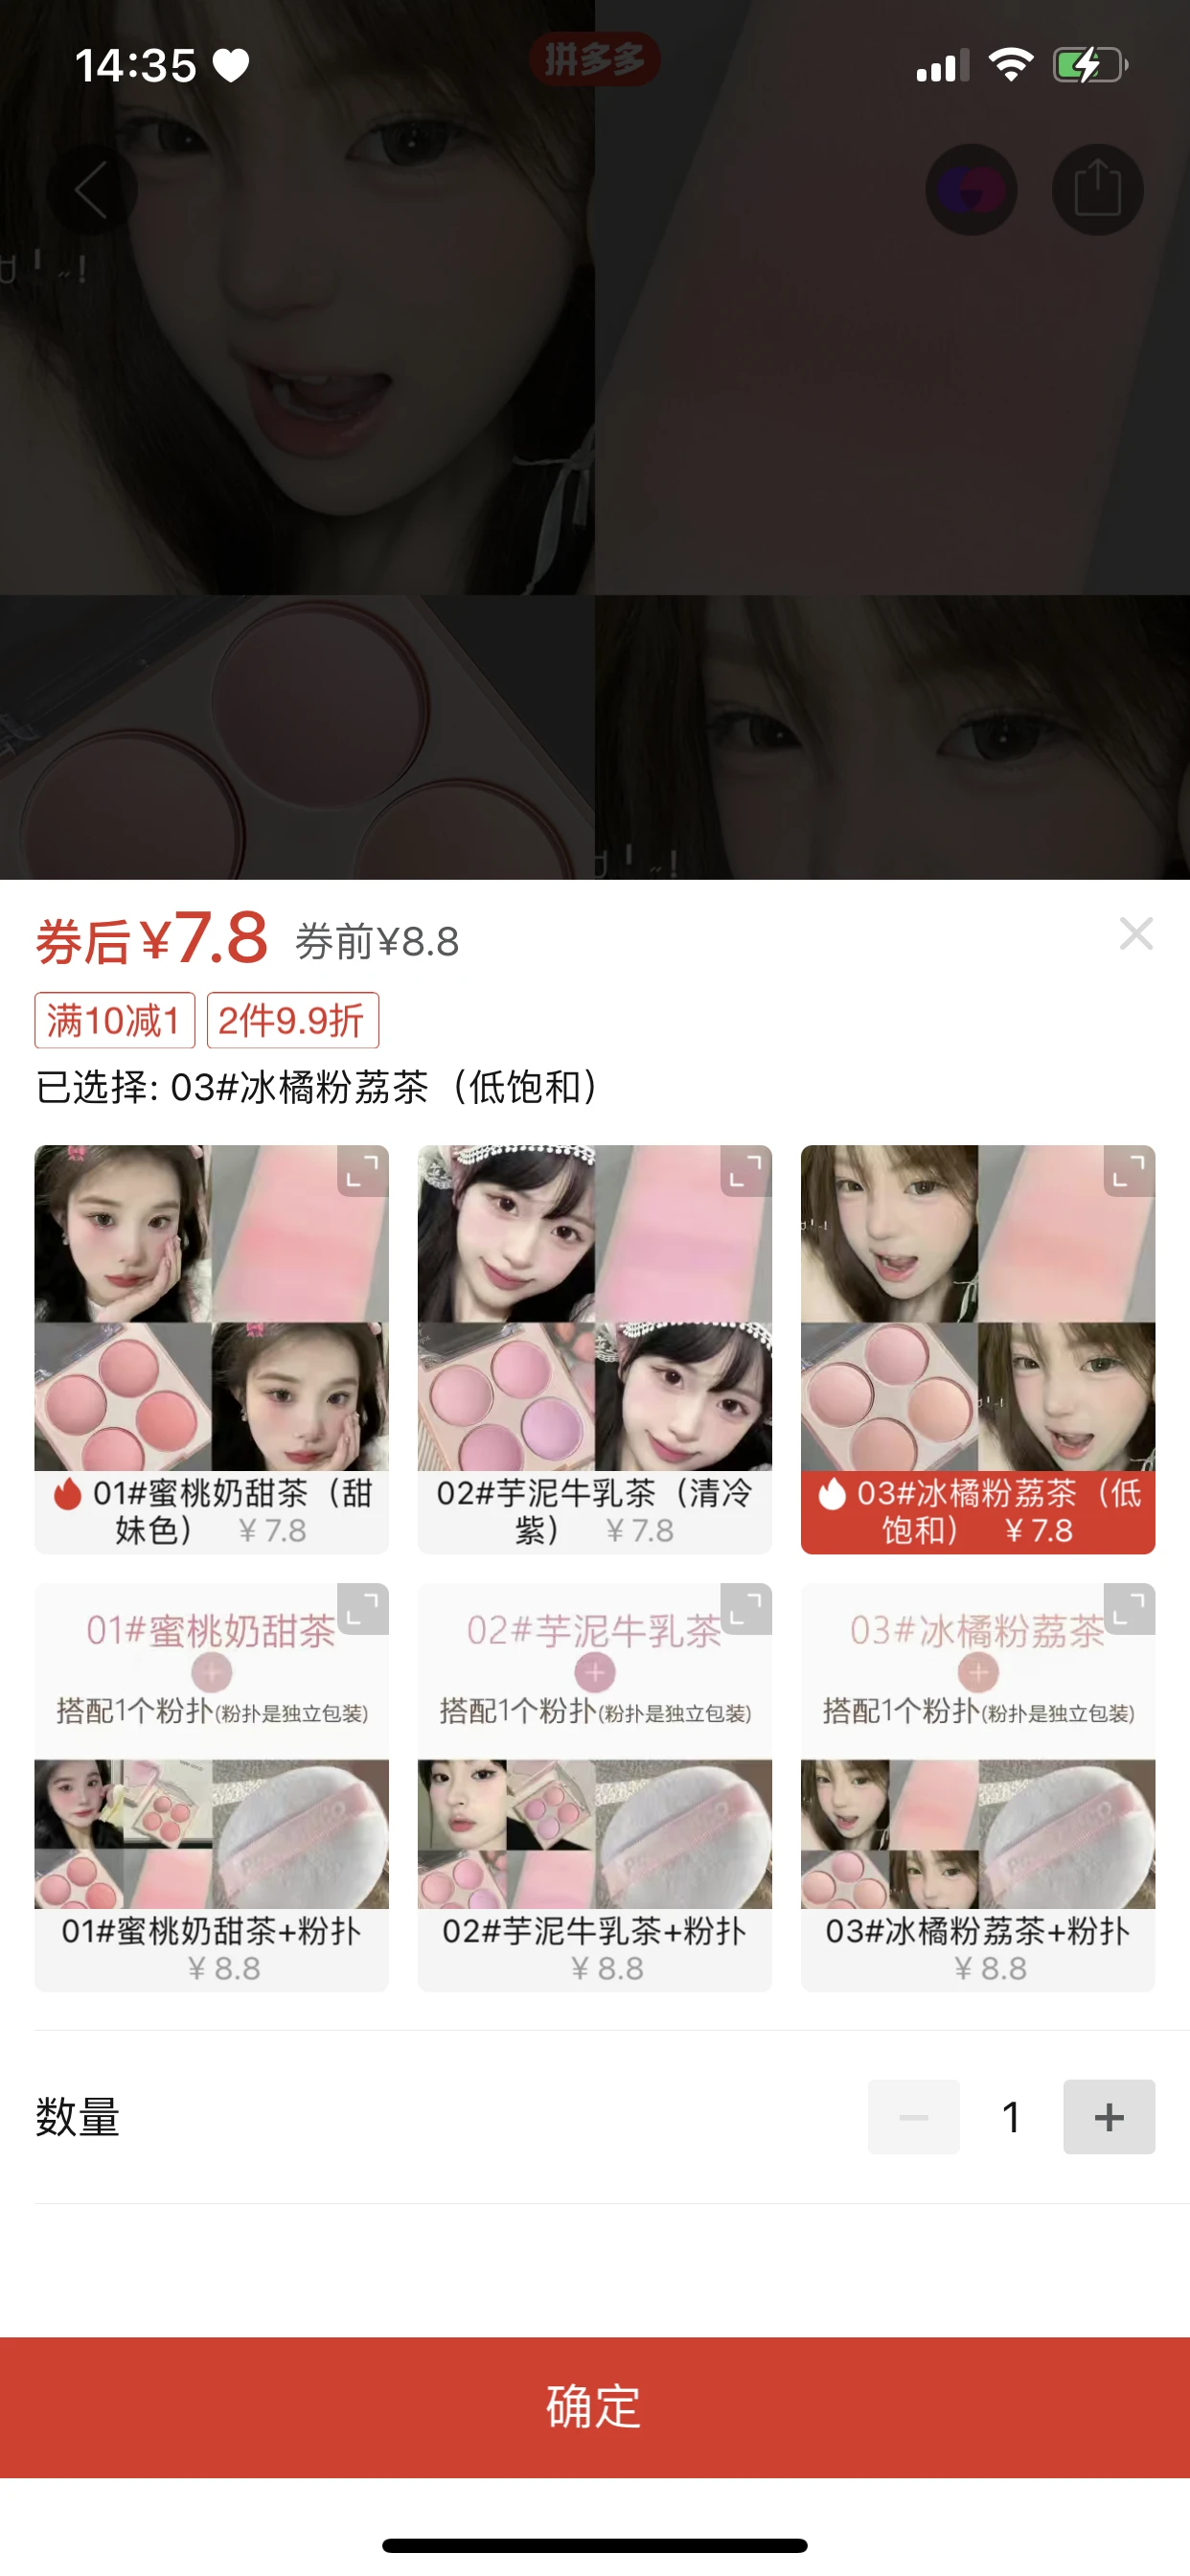 14:35
拼多多
券后¥7.8 券前¥8.8
满10减1 2件9.9折
已选择: 03#冰橘粉荔茶（低饱和）
01#蜜桃奶甜茶（甜
妹色） ¥7.8
02#芋泥牛乳茶（清冷
紫） ¥7.8
03#冰橘粉荔茶（低
饱和） ¥7.8
01#蜜桃奶甜茶
搭配1个粉扑(粉扑是独立包装)
01#蜜桃奶甜茶+粉扑
¥8.8
02#芋泥牛乳茶
搭配1个粉扑(粉扑是独立包装)
02#芋泥牛乳茶+粉扑
¥8.8
03#冰橘粉荔茶
搭配1个粉扑(粉扑是独立包装)
03#冰橘粉荔茶+粉扑
¥8.8
数量 1
确定